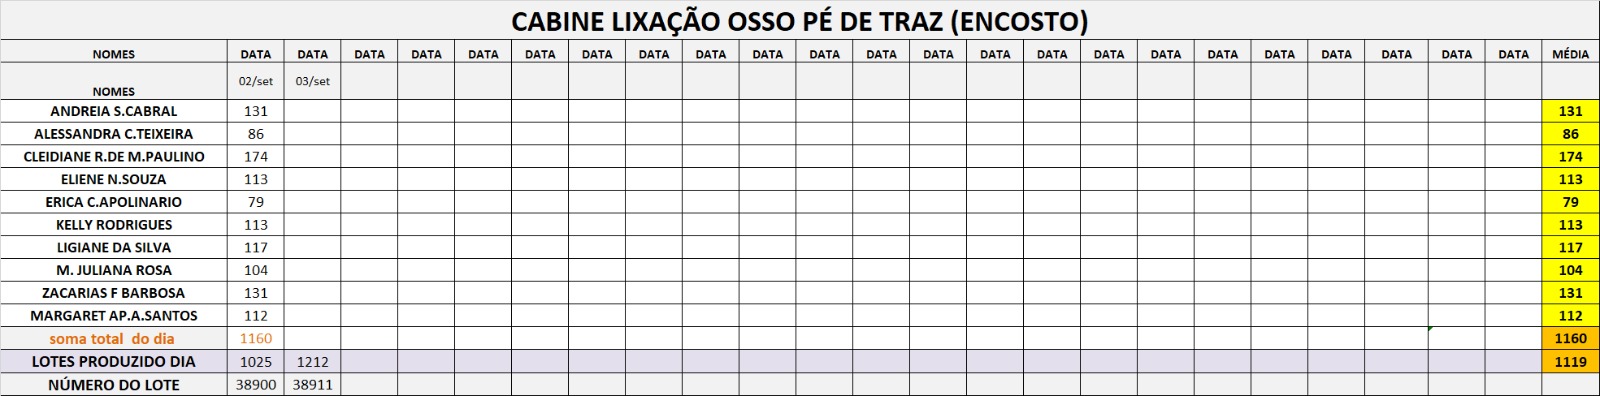 CABINE LIXAÇÃO OSSO PÉ DE TRAZ (ENCOSTO)
NOMES DATA DATA DATA DATA DATA DATA DATA DATA DATA DATA DATA DATA DATA DATA DATA DATA DATA DATA DATA DATA DATA DATA DATA MÉDIA
NOMES 02/set 03/set
ANDREIA S.CABRAL 131 131
ALESSANDRA C.TEIXEIRA 86 86
CLEIDIANE R.DE M.PAULINO 174 174
ELIENE N.SOUZA 113 113
ERICA C.APOLINARIO 79 79
KELLY RODRIGUES 113 113
LIGIANE DA SILVA 117 117
M. JULIANA ROSA 104 104
ZACARIAS F BARBOSA 131 131
MARGARET AP.A.SANTOS 112 112
soma total do dia 1160 1160
LOTES PRODUZIDO DIA 1025 1212 1119
NÚMERO DO LOTE 38900 38911